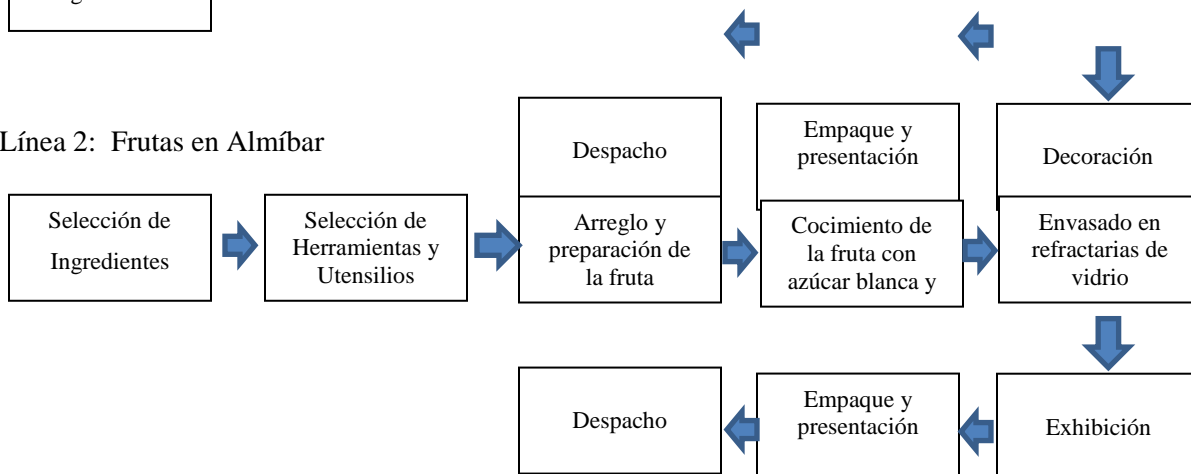 Despacho
Empaque y
presentación
Decoración
Línea 2: Frutas en Almíbar
Selección de
Ingredientes
Selección de
Herramientas y
Utensilios
Arreglo y
preparación de
la fruta
Cocimiento de
la fruta con
azúcar blanca y
Envasado en
refractarias de
vidrio
Despacho
Empaque y
presentación
Exhibición